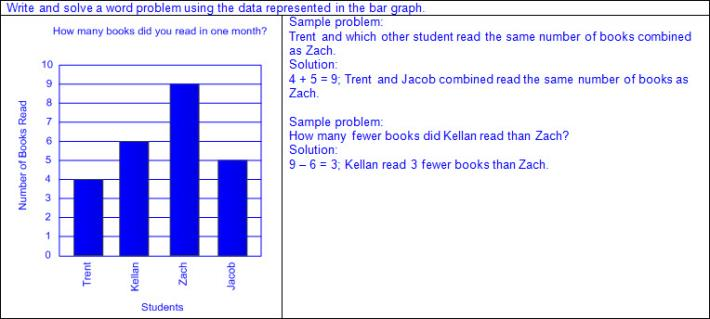 Write and solve a word problem using the data represented in the bar graph.
How many books did you read in one month?
Number of Books Read
10
9
8
7
6
5
4
3
2
1
0
Trent
Kellan
Zach
Jacob
Students
Sample problem:
Trent and which other student read the same number of books combined
as Zach.
Solution:
4 + 5 = 9; Trent and Jacob combined read the same number of books as
Zach.
Sample problem:
How many fewer books did Kellan read than Zach?
Solution:
9 – 6 = 3; Kellan read 3 fewer books than Zach.